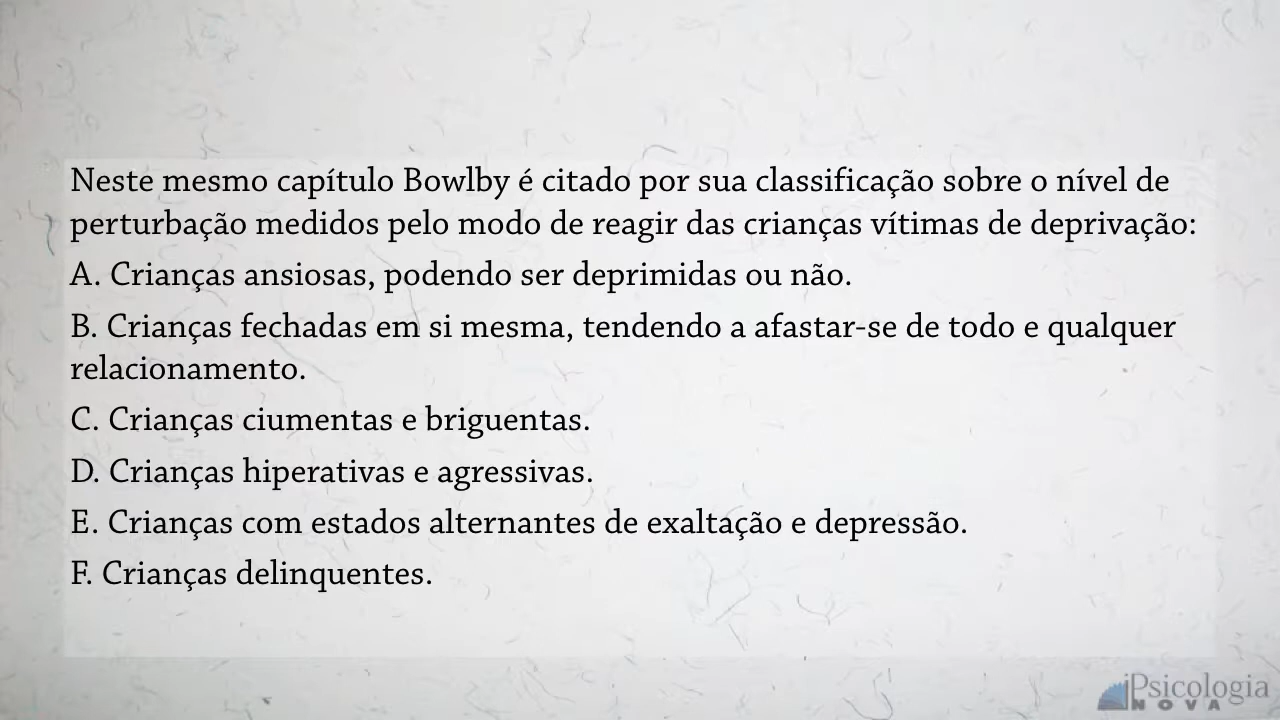 Neste mesmo capítulo Bowlby é citado por sua classificação sobre o nível de
perturbação medidos pelo modo de reagir das crianças vítimas de deprivação:
A. Crianças ansiosas, podendo ser deprimidas ou não.
B. Crianças fechadas em si mesma, tendendo a afastar-se de todo e qualquer
relacionamento.
C. Crianças ciumentas e briguentas.
D. Crianças hiperativas e agressivas.
E. Crianças com estados alternantes de exaltação e depressão.
F. Crianças delinquentes.
Psicologia
NOVA